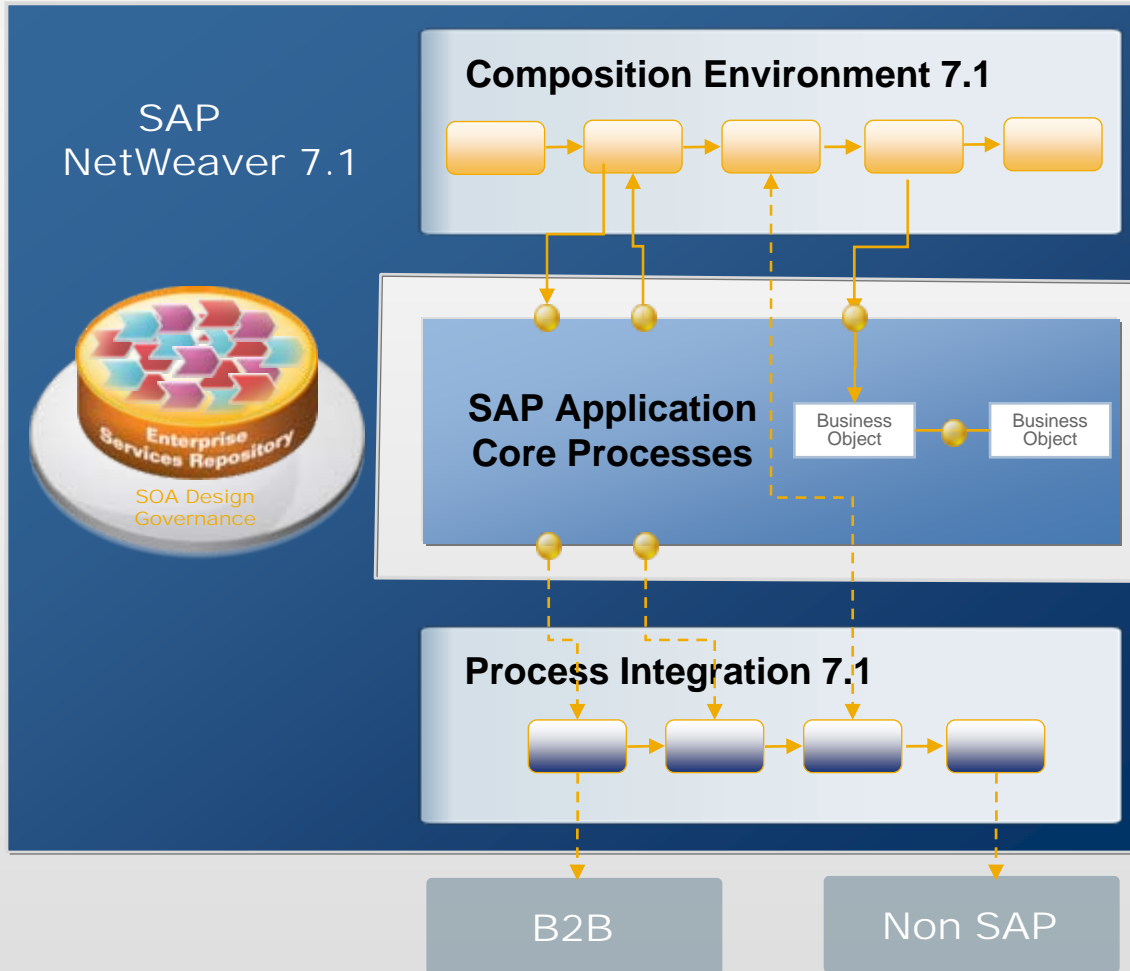 Composition Environment 7.1
SAP
NetWeaver 7.1
Enterprise
Services Repository
SOA Design
Governance
SAP Application
Core Processes
Business
Object
Business
Object
Process Integration 7.1
B2B
Non SAP